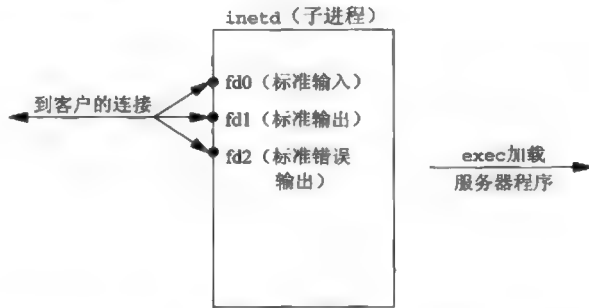 inetd（子进程）
fd0（标准输入）
到客户的连接
fd1（标准输出）
fd2（标准错误
输出）
exec加载
服务器程序